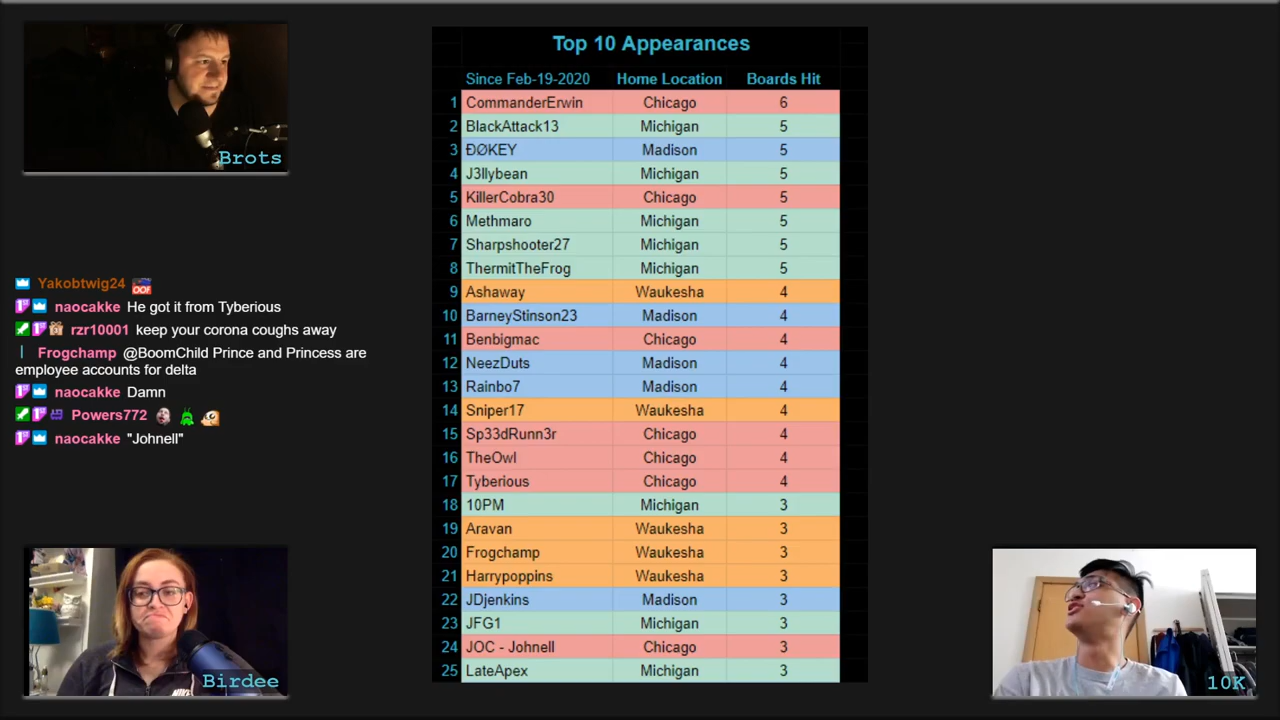 Brots
Yakobtwig24 OOF
naocakke He got it from Tyberious
rzr10001 keep your corona coughs away
Frogchamp @BoomChild Prince and Princess are
employee accounts for delta
naocakke Damn
Powers772
naocakke "Johnell"
Birdee
Top 10 Appearances
Since Feb-19-2020 Home Location Boards Hit
1 CommanderErwin Chicago 6
2 BlackAttack13 Michigan 5
3 ÐØKEY Madison 5
4 J3llybean Michigan 5
5 KillerCobra30 Chicago 5
6 Methmaro Michigan 5
7 Sharpshooter27 Michigan 5
8 ThermitTheFrog Michigan 5
9 Ashaway Waukesha 4
10 BarneyStinson23 Madison 4
11 Benbigmac Chicago 4
12 NeezDuts Madison 4
13 Rainbo7 Madison 4
14 Sniper17 Waukesha 4
15 Sp33dRunn3r Chicago 4
16 TheOwl Chicago 4
17 Tyberious Chicago 4
18 10PM Michigan 3
19 Aravan Waukesha 3
20 Frogchamp Waukesha 3
21 Harrypoppins Waukesha 3
22 JDjenkins Madison 3
23 JFG1 Michigan 3
24 JOC - Johnell Chicago 3
25 LateApex Michigan 3
10K